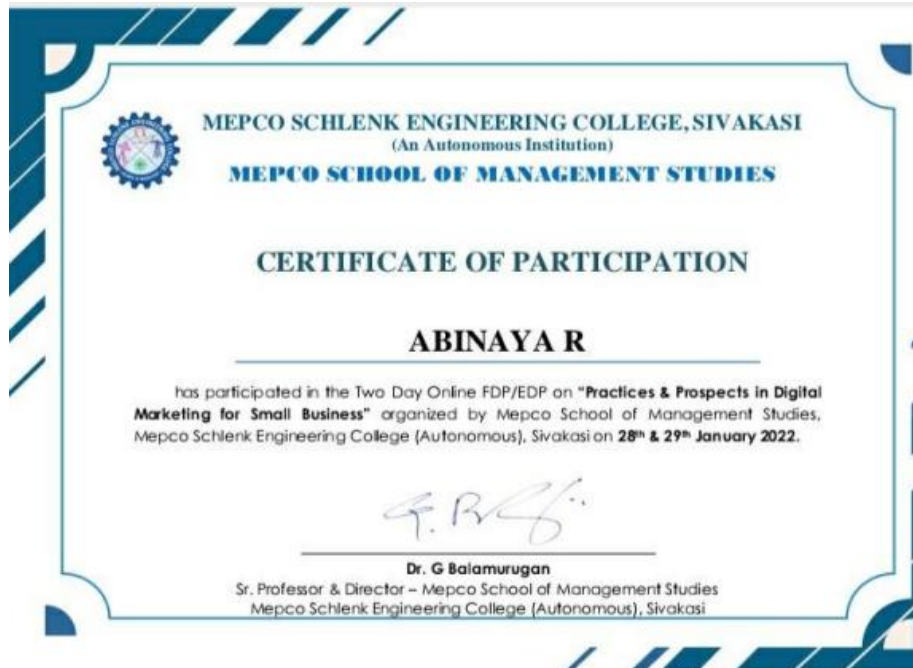 MEPCO SCHLENK ENGINEERING COLLEGE, SIVAKASI
(An Autonomous Institution)
MEPCO SCHOOL OF MANAGEMENT STUDIES
CERTIFICATE OF PARTICIPATION
ABINAYA R
has participated in the Two Day Online FDP/EDP on "Practices & Prospects in Digital
Marketing for Small Business" organized by Mepco School of Management Studies,
Mepco Schlenk Engineering College (Autonomous), Sivakasi on 28th & 29th January 2022.
Dr. G Balamurugan
Sr. Professor & Director – Mepco School of Management Studies
Mepco Schlenk Engineering College (Autonomous), Sivakasi